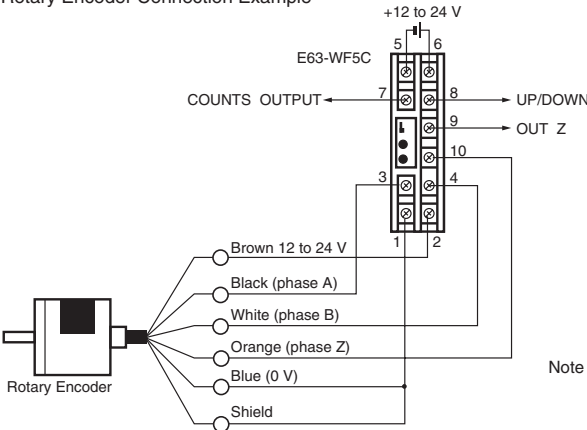 Rotary Encoder Connection Example
+12 to 24 V
5 6
E63-WF5C
COUNTS OUTPUT 7 8 UP/DOWN
9 OUT Z
10
3 4
1 2
Brown 12 to 24 V
Black (phase A)
White (phase B)
Orange (phase Z)
Blue (0 V)
Shield
Rotary Encoder
Note